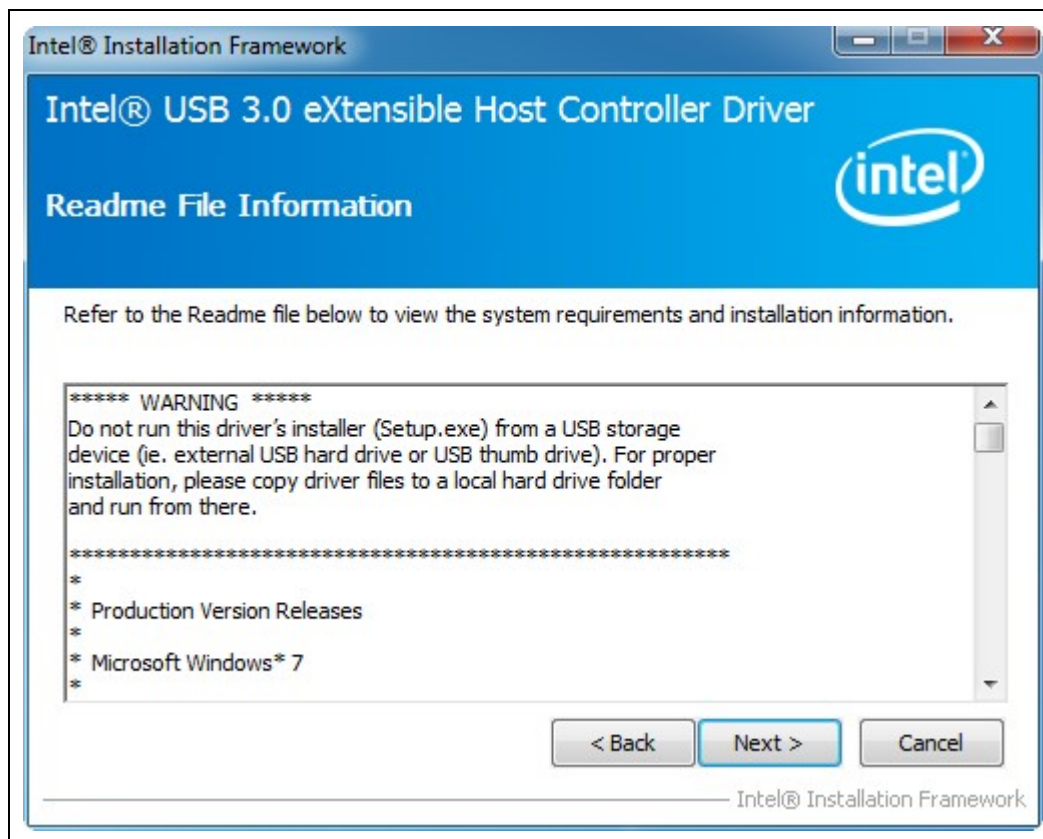 Intel® Installation Framework
Intel® USB 3.0 eXtensible Host Controller Driver
intel
Readme File Information
Refer to the Readme file below to view the system requirements and installation information.
***** WARNING *****
Do not run this driver's installer (Setup.exe) from a USB storage
device (ie. external USB hard drive or USB thumb drive). For proper
installation, please copy driver files to a local hard drive folder
and run from there.
*******************************************************
*
* Production Version Releases
*
* Microsoft Windows* 7
*
< Back Next > Cancel
Intel® Installation Framework